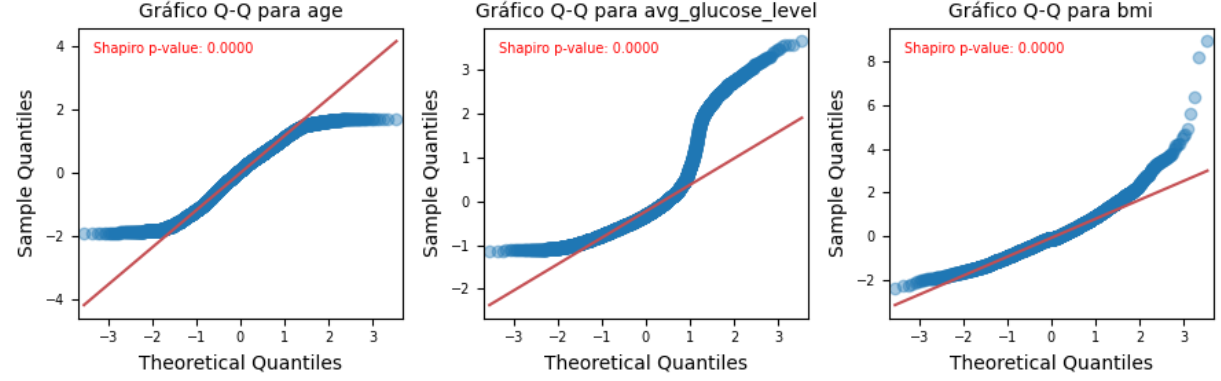 Gráfico Q-Q para age
Shapiro p-value: 0.0000
4
2
0
−2
−4
Sample Quantiles
−3 −2 −1 0 1 2 3
Theoretical Quantiles
Gráfico Q-Q para avg_glucose_level
Shapiro p-value: 0.0000
3
2
1
0
−1
−2
Sample Quantiles
−3 −2 −1 0 1 2 3
Theoretical Quantiles
Gráfico Q-Q para bmi
Shapiro p-value: 0.0000
8
6
4
2
0
−2
Sample Quantiles
−3 −2 −1 0 1 2 3
Theoretical Quantiles